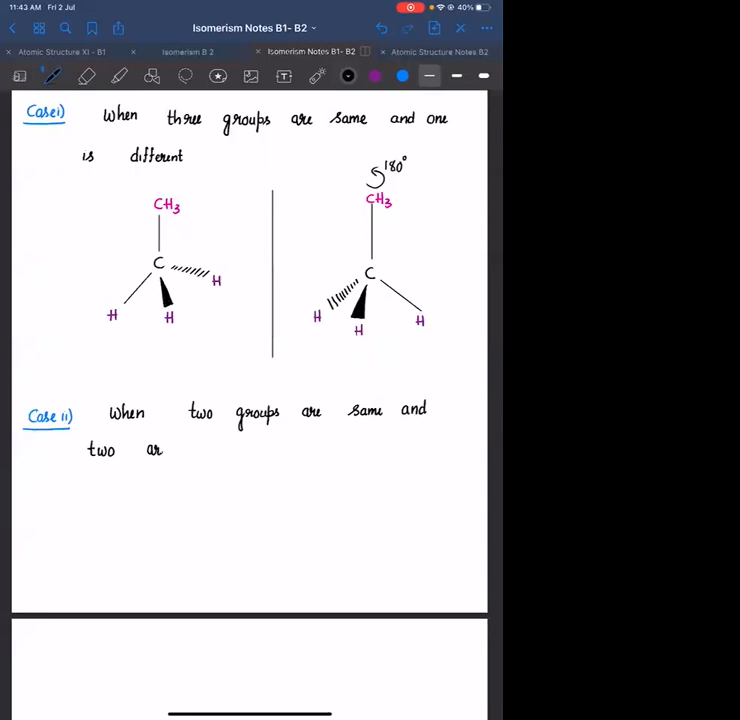 11:43 AM Fri 2 Jul
40%
Isomerism Notes B1- B2
Atomic Structure XI - B1
Isomerism B 2
Isomerism Notes B1- B2
Atomic Structure Notes B2
Case i) When three groups are same and one
is different
180°
CH3
CH3
C
C
H
H
H
H
H
H
Case ii) When two groups are same and
two ar